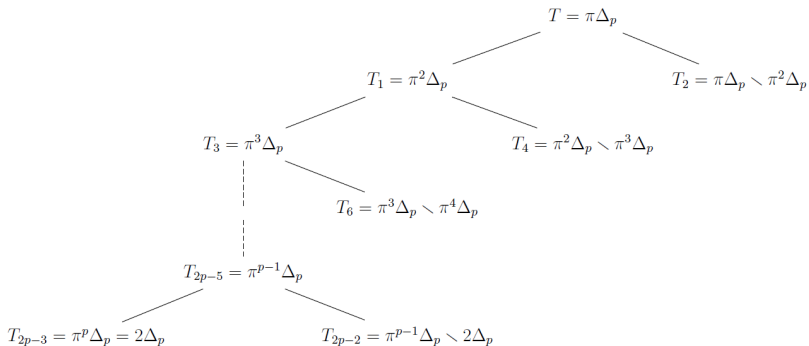 T = πΔ_p
T_1 = π^2Δ_p
T_2 = πΔ_p ∖ π^2Δ_p
T_3 = π^3Δ_p
T_4 = π^2Δ_p ∖ π^3Δ_p
T_6 = π^3Δ_p ∖ π^4Δ_p
T_{2p−5} = π^{p−1}Δ_p
T_{2p−3} = π^pΔ_p = 2Δ_p
T_{2p−2} = π^{p−1}Δ_p ∖ 2Δ_p